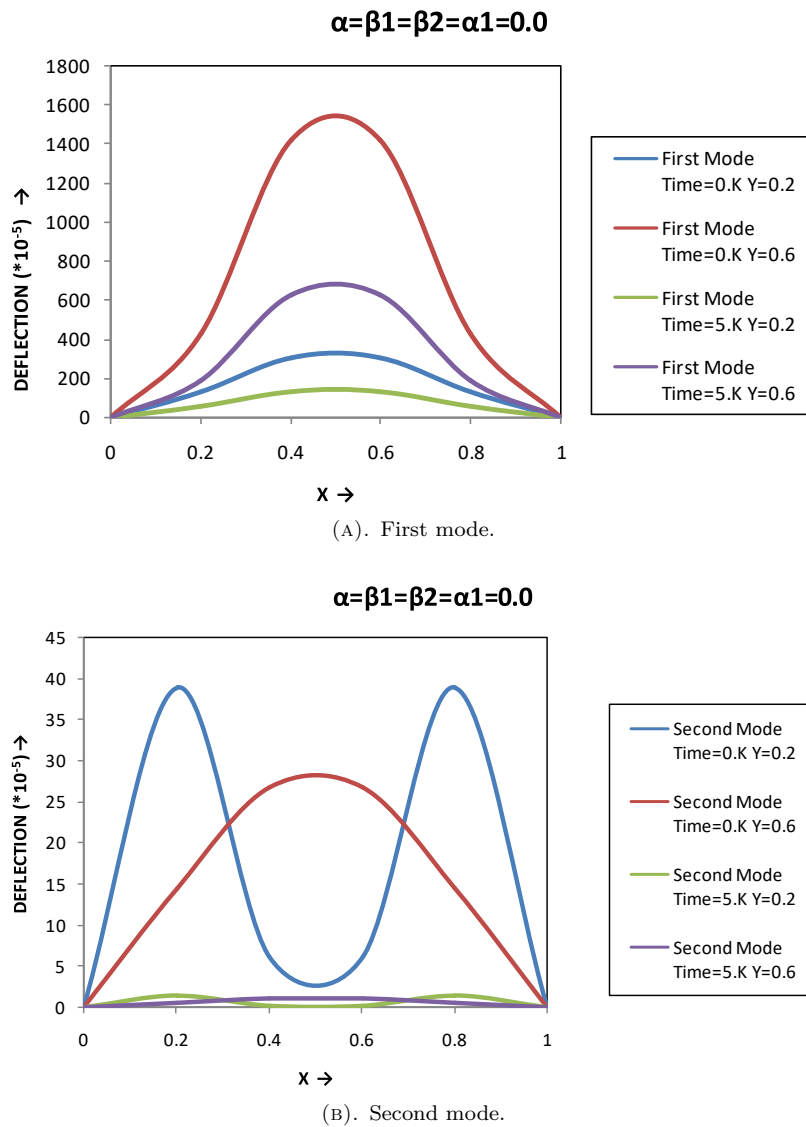 α=β1=β2=α1=0.0
DEFLECTION (*10-5) →
1800
1600
1400
1200
1000
800
600
400
200
0
0 0.2 0.4 0.6 0.8 1
X →
First Mode
Time=0.K Y=0.2
First Mode
Time=0.K Y=0.6
First Mode
Time=5.K Y=0.2
First Mode
Time=5.K Y=0.6
(A). First mode.
α=β1=β2=α1=0.0
DEFLECTION (*10-5) →
45
40
35
30
25
20
15
10
5
0
0 0.2 0.4 0.6 0.8 1
X →
Second Mode
Time=0.K Y=0.2
Second Mode
Time=0.K Y=0.6
Second Mode
Time=5.K Y=0.2
Second Mode
Time=5.K Y=0.6
(B). Second mode.